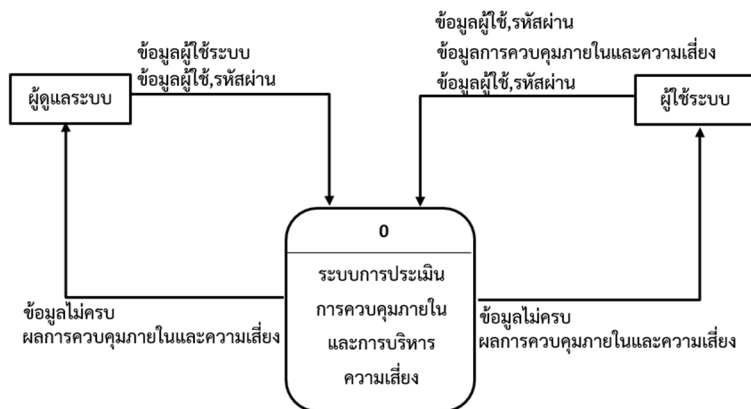 ข้อมูลผู้ใช้ระบบ
ข้อมูลผู้ใช้,รหัสผ่าน
ผู้ดูแลระบบ
ข้อมูลผู้ใช้,รหัสผ่าน
ข้อมูลการควบคุมภายในและความเสี่ยง
ข้อมูลผู้ใช้,รหัสผ่าน
ผู้ใช้ระบบ
0
ระบบการประเมิน
การควบคุมภายใน
และการบริหาร
ความเสี่ยง
ข้อมูลไม่ครบ
ผลการควบคุมภายในและความเสี่ยง
ข้อมูลไม่ครบ
ผลการควบคุมภายในและความเสี่ยง